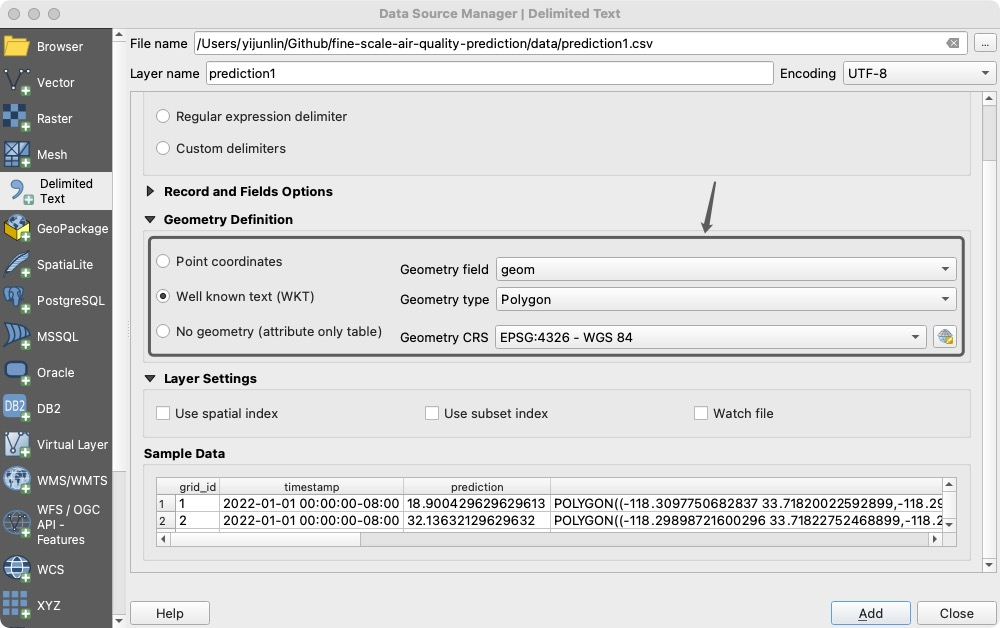 Data Source Manager | Delimited Text
Browser
Vector
Raster
Mesh
Delimited
Text
GeoPackage
SpatiaLite
PostgreSQL
MSSQL
Oracle
DB2
DB2
Virtual Layer
WMS/WMTS
WFS / OGC
API -
Features
WCS
XYZ
File name /Users/yijunlin/Github/fine-scale-air-quality-prediction/data/prediction1.csv ...
Layer name prediction1 Encoding UTF-8
Regular expression delimiter
Custom delimiters
Record and Fields Options
Geometry Definition
Point coordinates
Well known text (WKT)
No geometry (attribute only table)
Geometry field geom
Geometry type Polygon
Geometry CRS EPSG:4326 - WGS 84
Layer Settings
Use spatial index Use subset index Watch file
Sample Data
grid_id timestamp prediction
1 1 2022-01-01 00:00:00-08:00 18.900429629629613 POLYGON((-118.3097750682837 33.71820022592899,-118.29
2 2 2022-01-01 00:00:00-08:00 32.13632129629632 POLYGON((-118.29898721600296 33.71822752468899,-118.2
Help Add Close